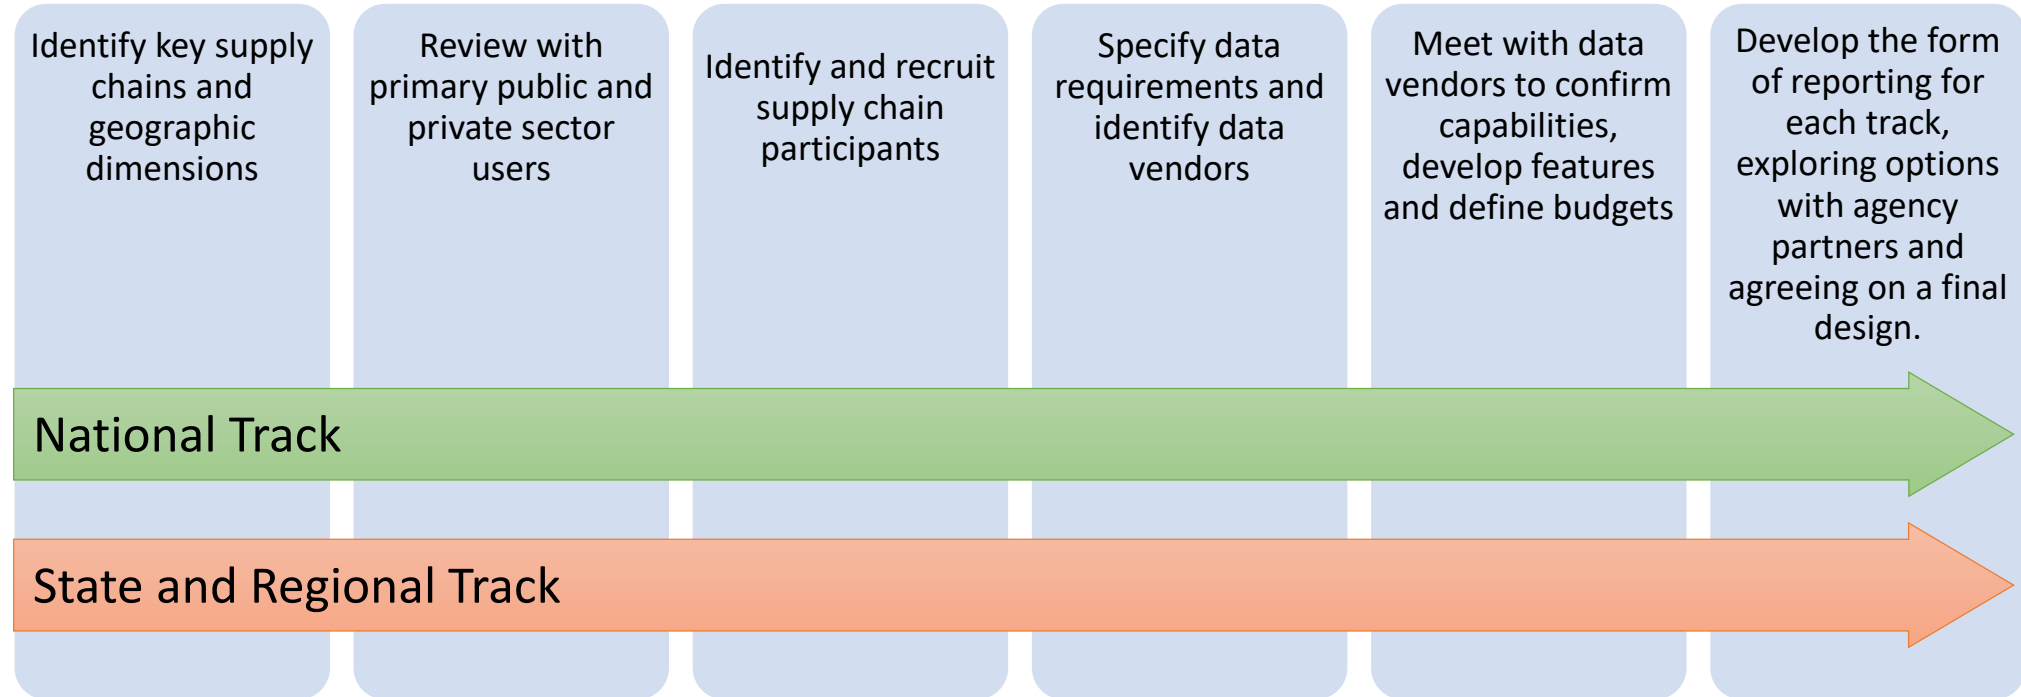 Identify key supply
chains and
geographic
dimensions
Review with
primary public and
private sector
users
Identify and recruit
supply chain
participants
Specify data
requirements and
identify data
vendors
Meet with data
vendors to confirm
capabilities,
develop features
and define budgets
Develop the form
of reporting for
each track,
exploring options
with agency
partners and
agreeing on a final
design.
National Track
State and Regional Track